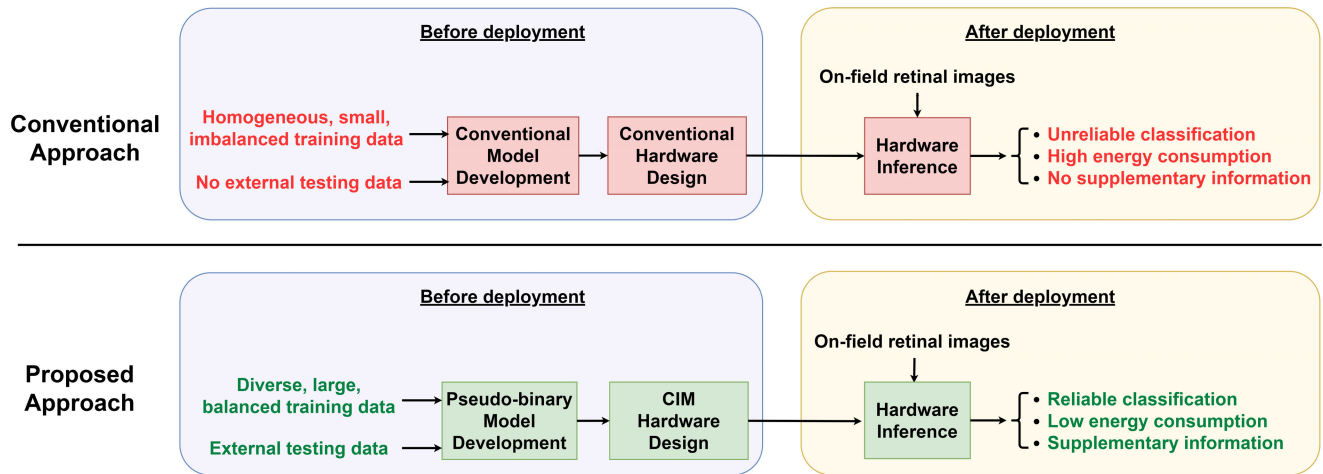 Before deployment
After deployment
On-field retinal images
Conventional
Approach
Homogeneous, small,
imbalanced training data
No external testing data
Conventional
Model
Development
Conventional
Hardware
Design
Hardware
Inference
• Unreliable classification
• High energy consumption
• No supplementary information
Before deployment
After deployment
On-field retinal images
Proposed
Approach
Diverse, large,
balanced training data
External testing data
Pseudo-binary
Model
Development
CIM
Hardware
Design
Hardware
Inference
• Reliable classification
• Low energy consumption
• Supplementary information